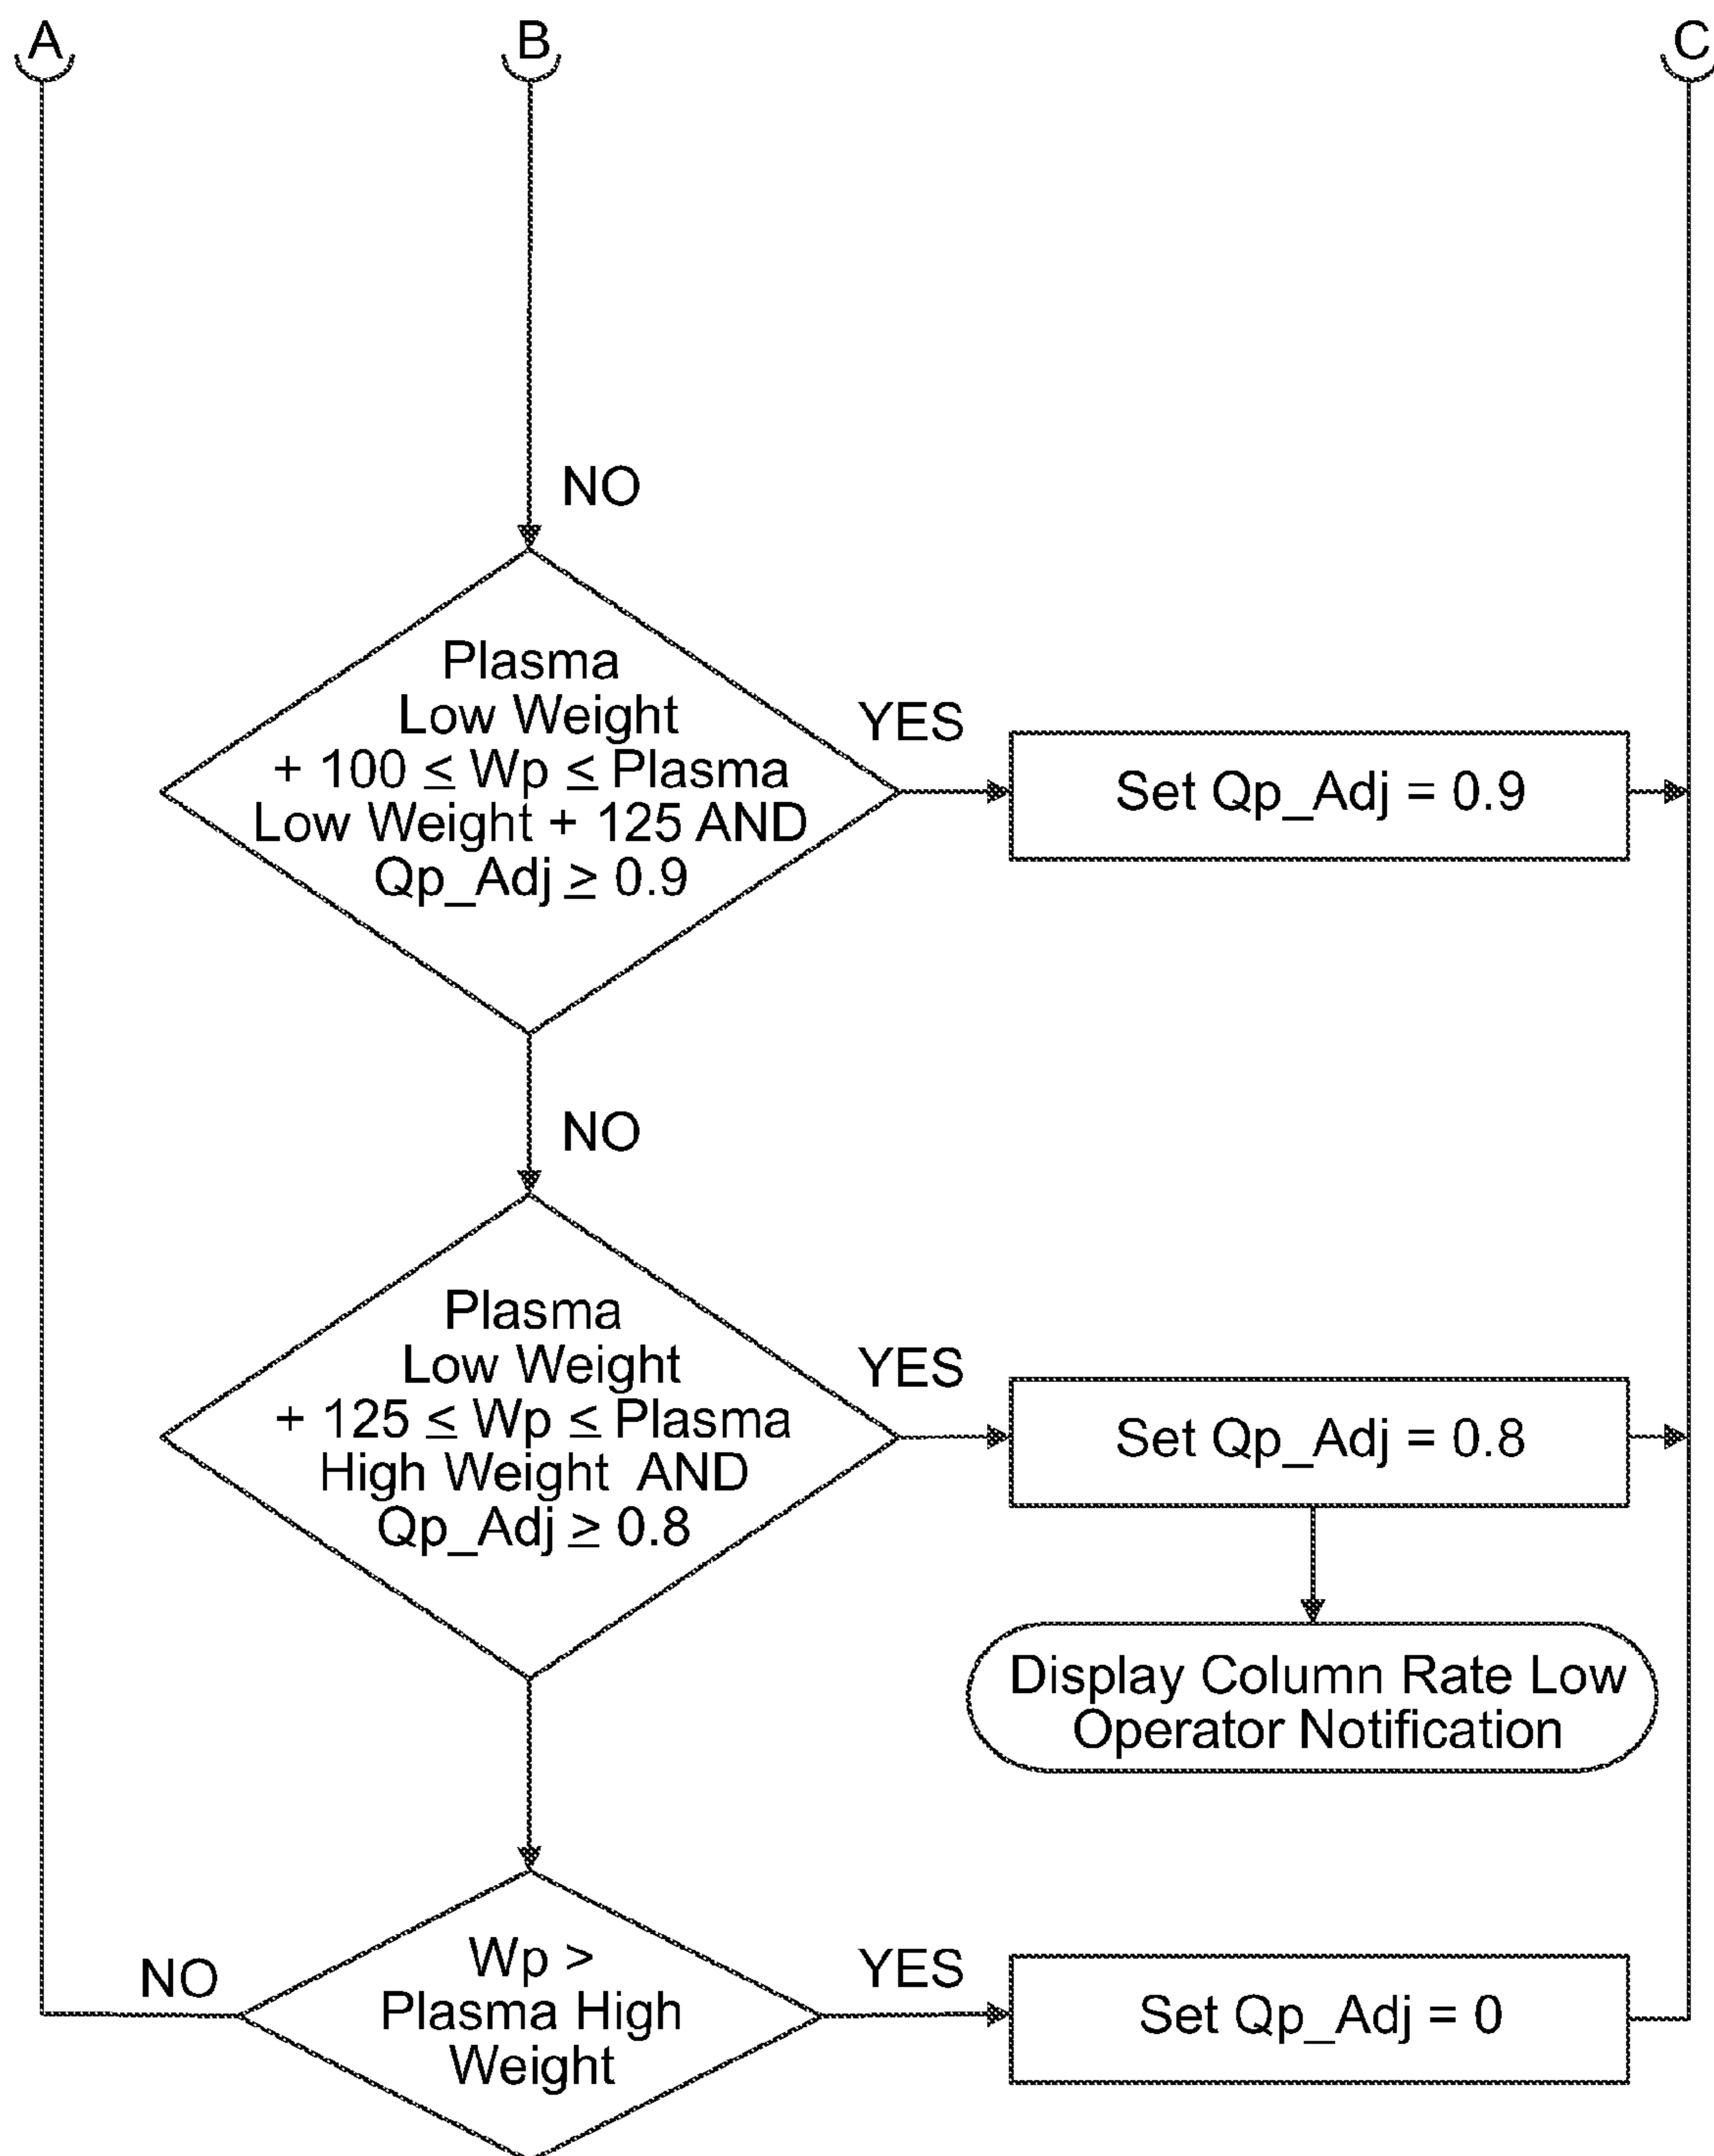 A
B
C
NO
Plasma
Low Weight
+ 100 ≤ Wp ≤ Plasma
Low Weight + 125 AND
Qp_Adj ≥ 0.9
YES
Set Qp_Adj = 0.9
NO
Plasma
Low Weight
+ 125 ≤ Wp ≤ Plasma
High Weight AND
Qp_Adj ≥ 0.8
YES
Set Qp_Adj = 0.8
Display Column Rate Low
Operator Notification
NO
Wp >
Plasma High
Weight
YES
Set Qp_Adj = 0